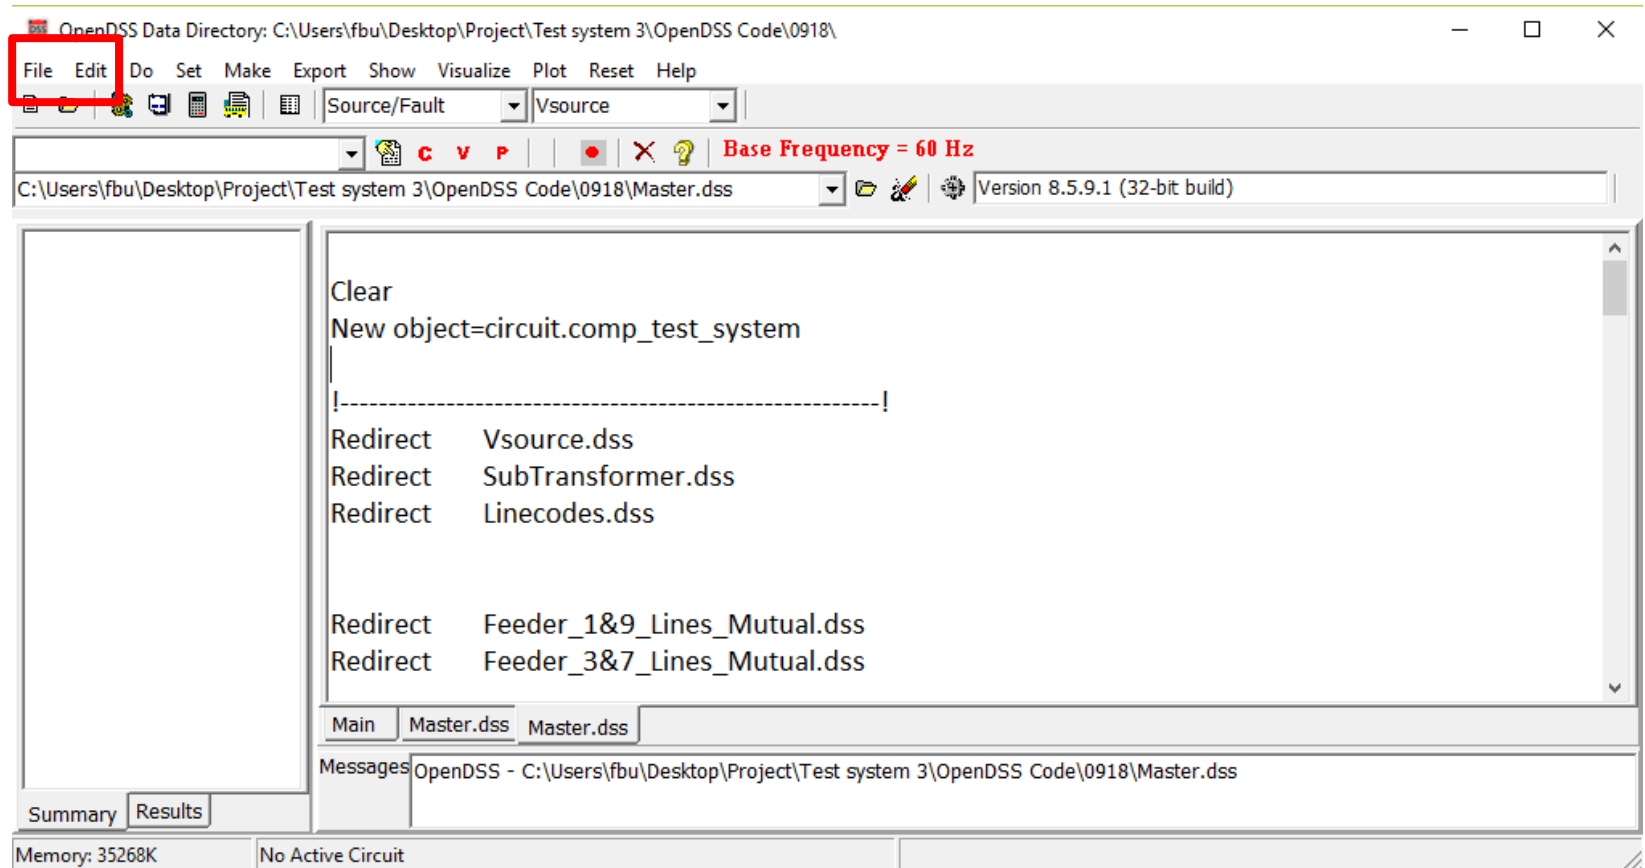 OpenDSS Data Directory: C:\Users\fbu\Desktop\Project\Test system 3\OpenDSS Code\0918\
File Edit Do Set Make Export Show Visualize Plot Reset Help
Source/Fault Vsource
C V P Base Frequency = 60 Hz
C:\Users\fbu\Desktop\Project\Test system 3\OpenDSS Code\0918\Master.dss Version 8.5.9.1 (32-bit build)
Clear
New object=circuit.comp_test_system
!--------------------------------------------------------!
Redirect Vsource.dss
Redirect SubTransformer.dss
Redirect Linecodes.dss
Redirect Feeder_1&9_Lines_Mutual.dss
Redirect Feeder_3&7_Lines_Mutual.dss
Main Master.dss Master.dss
Messages OpenDSS - C:\Users\fbu\Desktop\Project\Test system 3\OpenDSS Code\0918\Master.dss
Summary Results
Memory: 35268K No Active Circuit